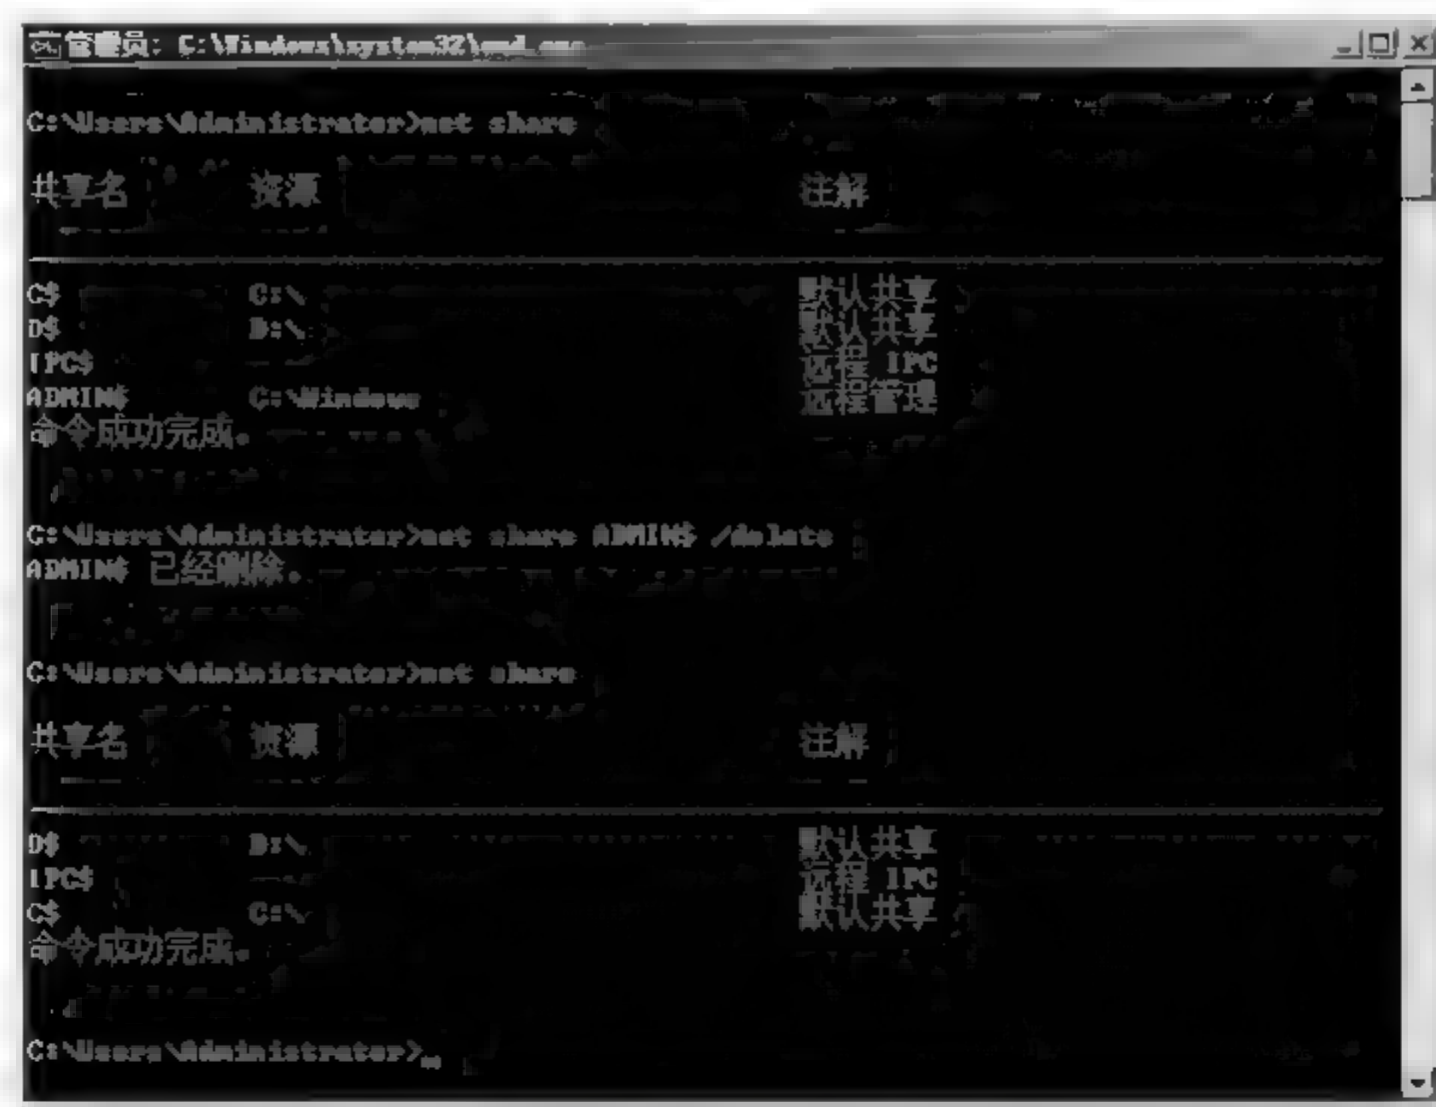 管理员: C:\Windows\system32\cmd.exe
C:\Users\Administrator>net share
共享名 资源 注解
C$ C:\ 默认共享
D$ D:\ 默认共享
IPC$ 远程 IPC
ADMIN$ C:\Windows 远程管理
命令成功完成。
C:\Users\Administrator>net share ADMIN$ /delete
ADMIN$ 已经删除。
C:\Users\Administrator>net share
共享名 资源 注解
D$ D:\ 默认共享
IPC$ 远程 IPC
C$ C:\ 默认共享
命令成功完成。
C:\Users\Administrator>_